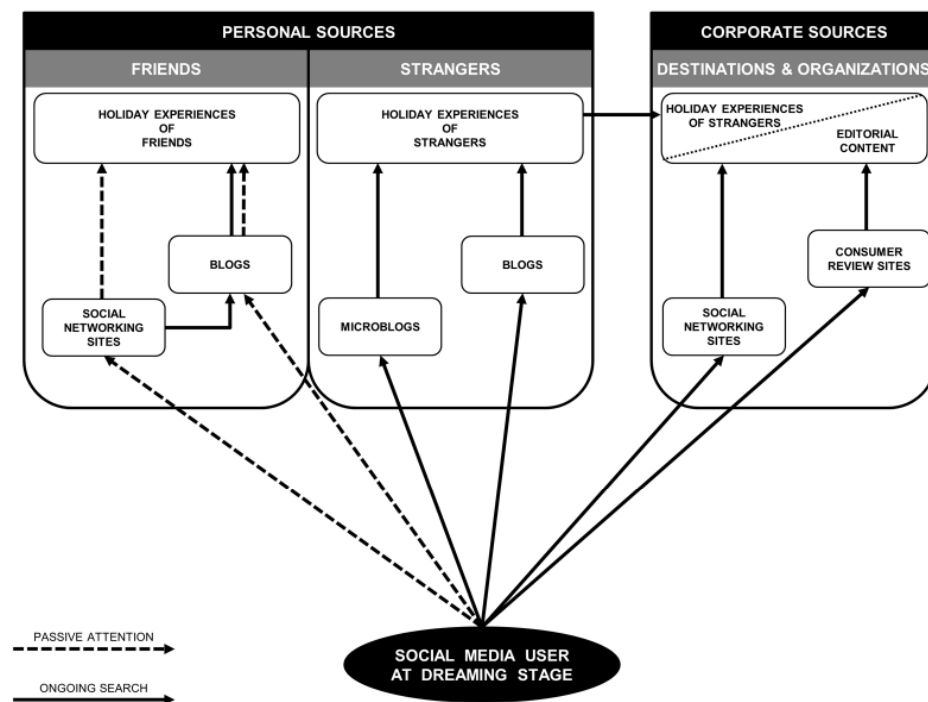 PERSONAL SOURCES
FRIENDS
STRANGERS
HOLIDAY EXPERIENCES
OF
FRIENDS
HOLIDAY EXPERIENCES
OF
STRANGERS
BLOGS
BLOGS
SOCIAL
NETWORKING
SITES
MICROBLOGS
CORPORATE SOURCES
DESTINATIONS & ORGANIZATIONS
HOLIDAY EXPERIENCES
OF STRANGERS
EDITORIAL
CONTENT
CONSUMER
REVIEW SITES
SOCIAL
NETWORKING
SITES
SOCIAL MEDIA USER
AT DREAMING STAGE
PASSIVE ATTENTION
ONGOING SEARCH